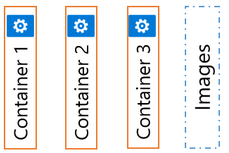 Container 1
Container 2
Container 3
Images